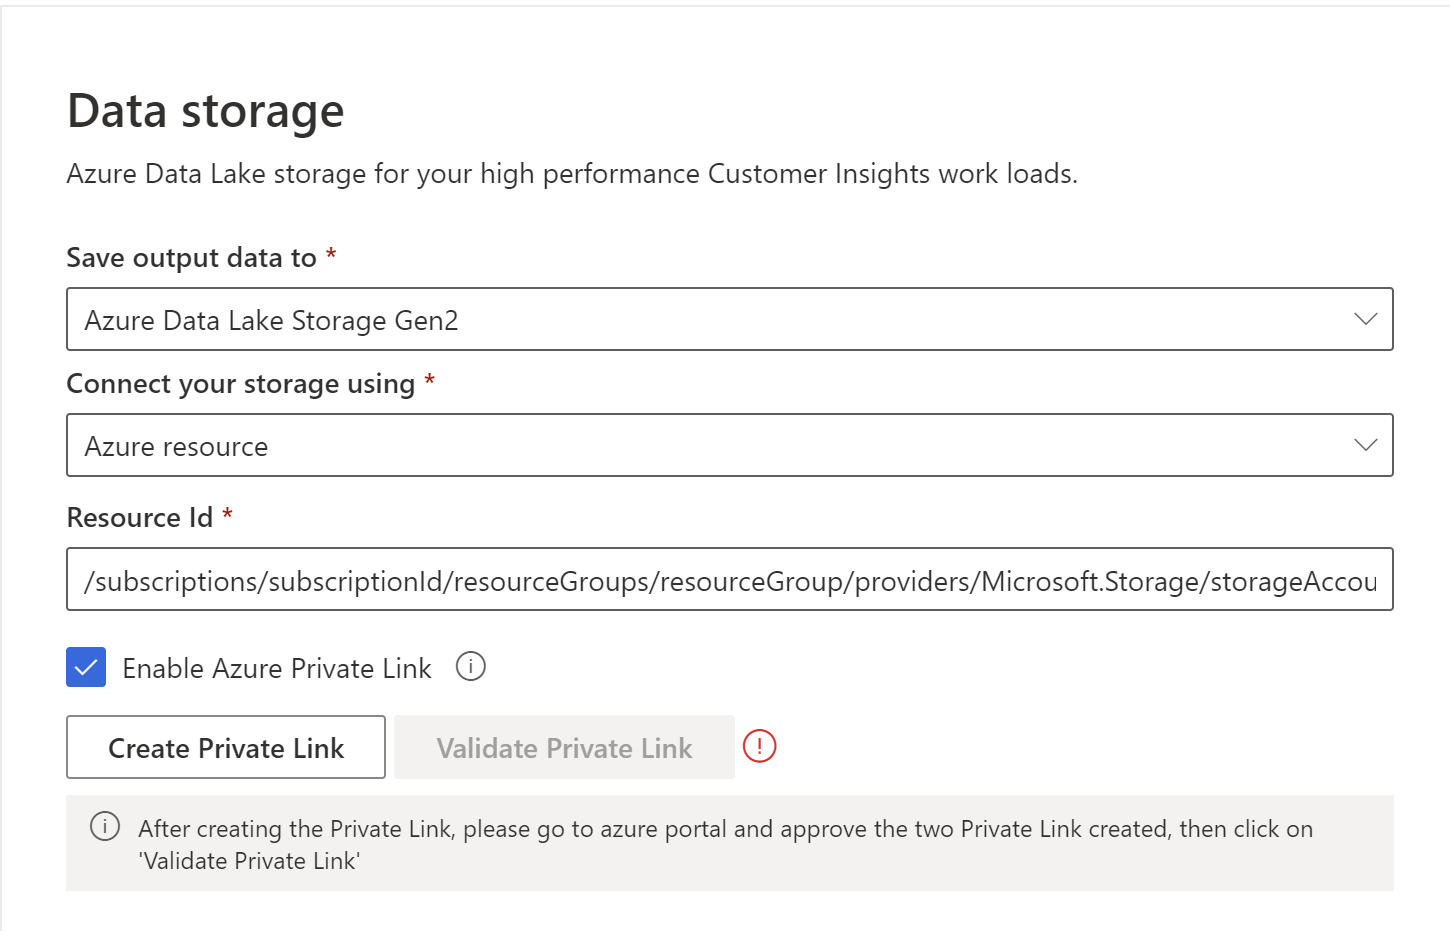 Data storage
Azure Data Lake storage for your high performance Customer Insights work loads.
Save output data to *
Azure Data Lake Storage Gen2
Connect your storage using *
Azure resource
Resource Id *
/subscriptions/subscriptionId/resourceGroups/resourceGroup/providers/Microsoft.Storage/storageAccou
Enable Azure Private Link
Create Private Link Validate Private Link
After creating the Private Link, please go to azure portal and approve the two Private Link created, then click on
'Validate Private Link'